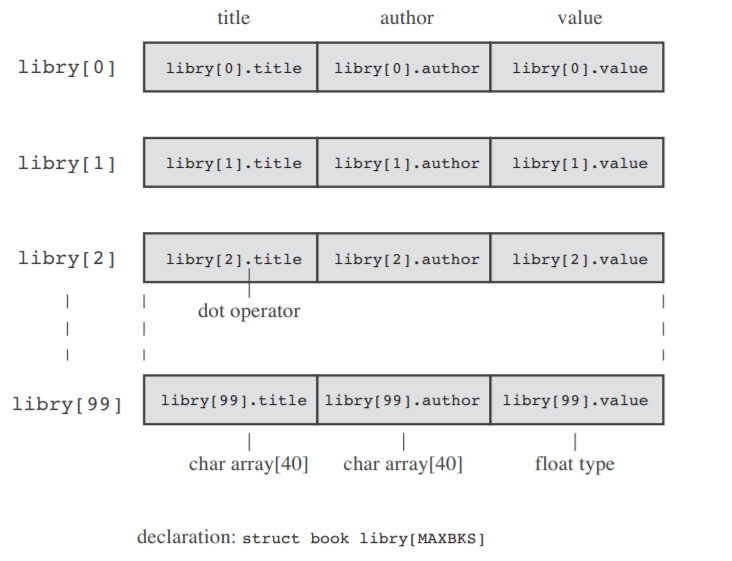 title author value
libry[0] libry[0].title libry[0].author libry[0].value
libry[1] libry[1].title libry[1].author libry[1].value
libry[2] libry[2].title libry[2].author libry[2].value
dot operator
libry[99] libry[99].title libry[99].author libry[99].value
char array[40] char array[40] float type
declaration: struct book libry[MAXBKS]